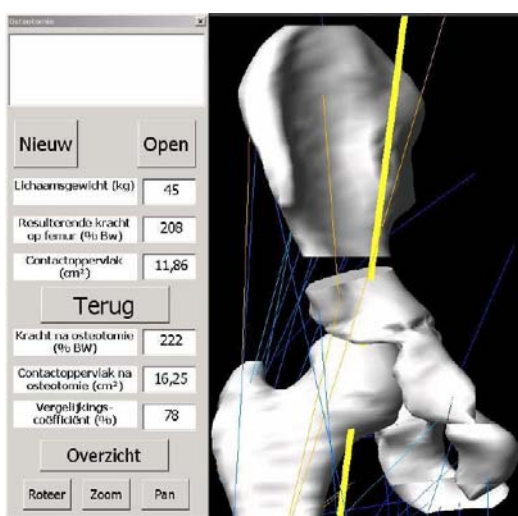 Osteotomie
Nieuw
Open
Lichaamsgewicht (kg)
45
Resulterende kracht
op femur (% Bw)
208
Contactoppervlak
(cm²)
11,86
Terug
Kracht na osteotomie
(% BW)
222
Contactoppervlak na
osteotomie (cm²)
16,25
Vergelijkings-
coëfficiënt (%)
78
Overzicht
Roteer
Zoom
Pan